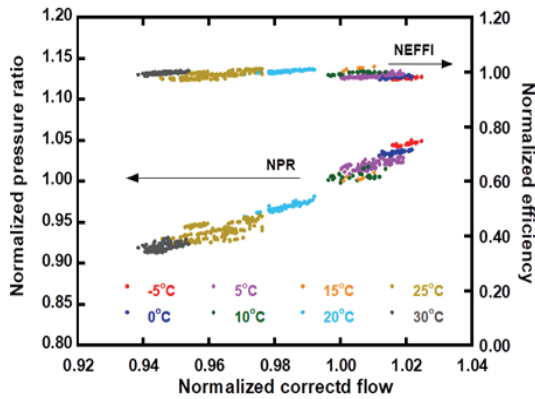 1.20 1.20
1.15 NEFFI 1.00
1.10
1.05 0.80
NPR
1.00 0.60
0.95
0.90 0.40
-5°C 5°C 15°C 25°C
0.85 0.20
0°C 10°C 20°C 30°C
0.80 0.00
0.92 0.94 0.96 0.98 1.00 1.02 1.04
Normalized correctd flow
Normalized pressure ratio
Normalized efficiency